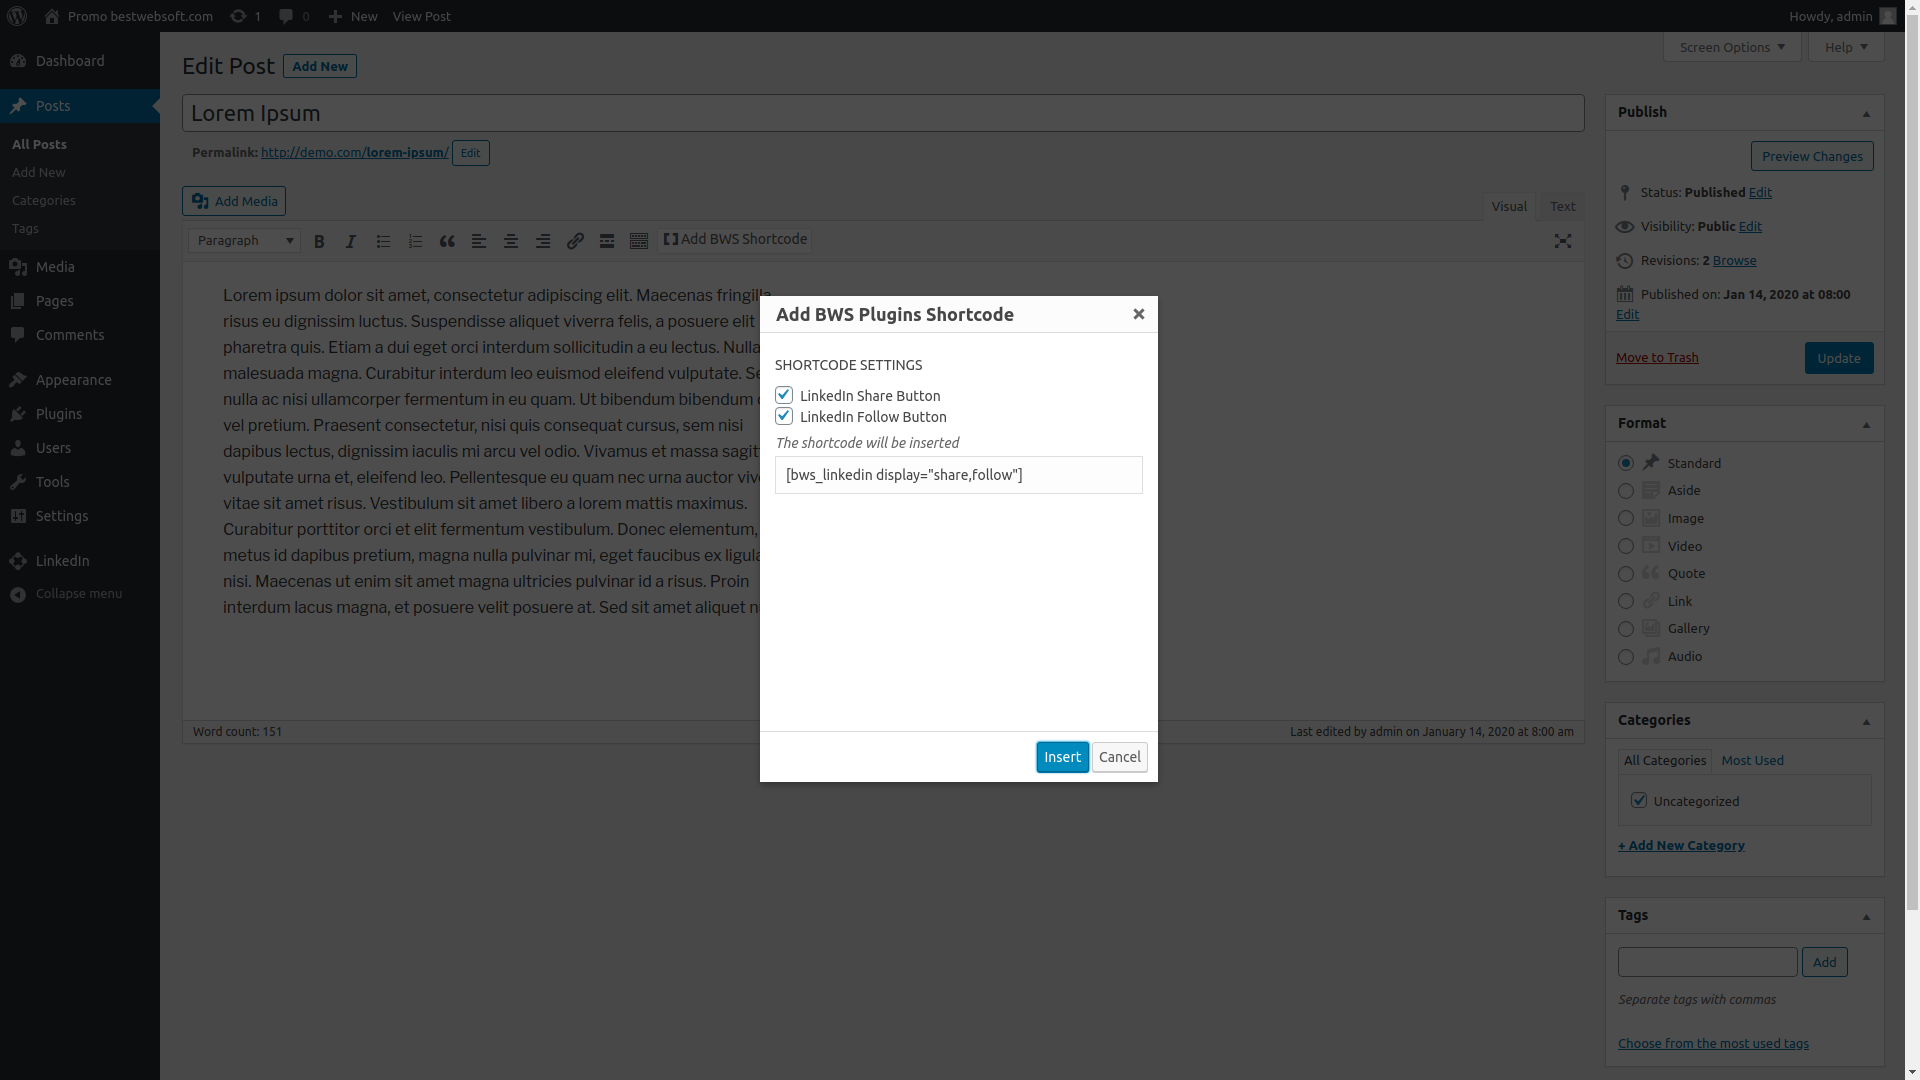 Promo bestwebsoft.com 1 0 New View Post Howdy, admin
Screen Options Help
Dashboard
Posts
All Posts
Add New
Categories
Tags
Media
Pages
Comments
Appearance
Plugins
Users
Tools
Settings
LinkedIn
Collapse menu
Edit Post Add New
Lorem Ipsum
Permalink: http://demo.com/lorem-ipsum/ Edit
Add Media
Visual Text
Paragraph Add BWS Shortcode
Lorem ipsum dolor sit amet, consectetur adipiscing elit. Maecenas fringilla
risus eu dignissim luctus. Suspendisse aliquet viverra felis, a posuere elit
pharetra quis. Etiam a dui eget orci interdum sollicitudin a eu lectus. Nulla
malesuada magna. Curabitur interdum leo euismod eleifend vulputate.
nulla ac nisi ullamcorper fermentum in eu quam. Ut bibendum bibendum
vel pretium. Praesent consectetur, nisi quis consequat cursus, sem nisi
dapibus lectus, dignissim iaculis mi arcu vel odio. Vivamus et massa
vulputate urna et, eleifend leo. Pellentesque eu quam nec urna auctor
vitae sit amet risus. Vestibulum sit amet libero a lorem mattis maximus.
Curabitur porttitor orci et elit fermentum vestibulum. Donec elementum,
metus id dapibus pretium, magna nulla pulvinar mi, eget faucibus ex ligula
nisi. Maecenas ut enim sit amet magna ultricies pulvinar id a risus. Proin
interdum lacus magna, et posuere velit posuere at. Sed sit amet aliquet
Word count: 151
Last edited by admin on January 14, 2020 at 8:00 am
Add BWS Plugins Shortcode
SHORTCODE SETTINGS
LinkedIn Share Button
LinkedIn Follow Button
The shortcode will be inserted
[bws_linkedin display="share,follow"]
Insert Cancel
Publish
Preview Changes
Status: Published Edit
Visibility: Public Edit
Revisions: 2 Browse
Published on: Jan 14, 2020 at 08:00
Edit
Move to Trash Update
Format
Standard
Aside
Image
Video
Quote
Link
Gallery
Audio
Categories
All Categories Most Used
Uncategorized
+ Add New Category
Tags
Add
Separate tags with commas
Choose from the most used tags